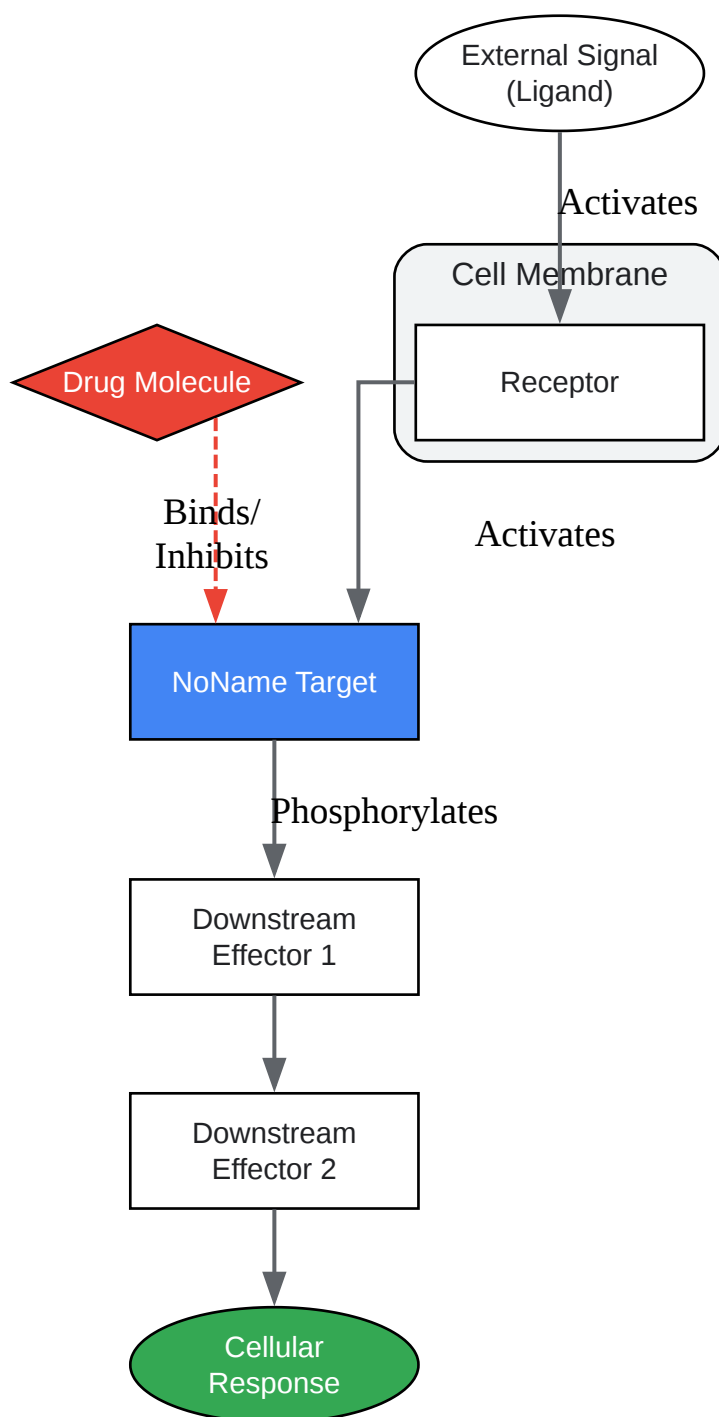 External Signal
(Ligand)
Activates
Cell Membrane
Receptor
Drug Molecule
Binds/
Inhibits
Activates
NoName Target
Phosphorylates
Downstream
Effector 1
Downstream
Effector 2
Cellular
Response